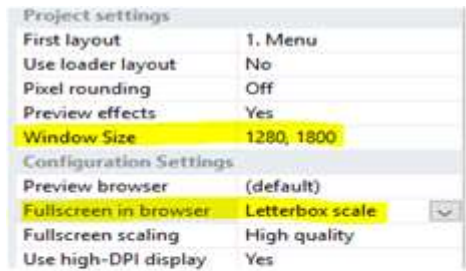 Project settings
First layout 1. Menu
Use loader layout No
Pixel rounding Off
Preview effects Yes
Window Size 1280, 1800
Configuration Settings
Preview browser (default)
Fullscreen in browser Letterbox scale
Fullscreen scaling High quality
Use high-DPI display Yes